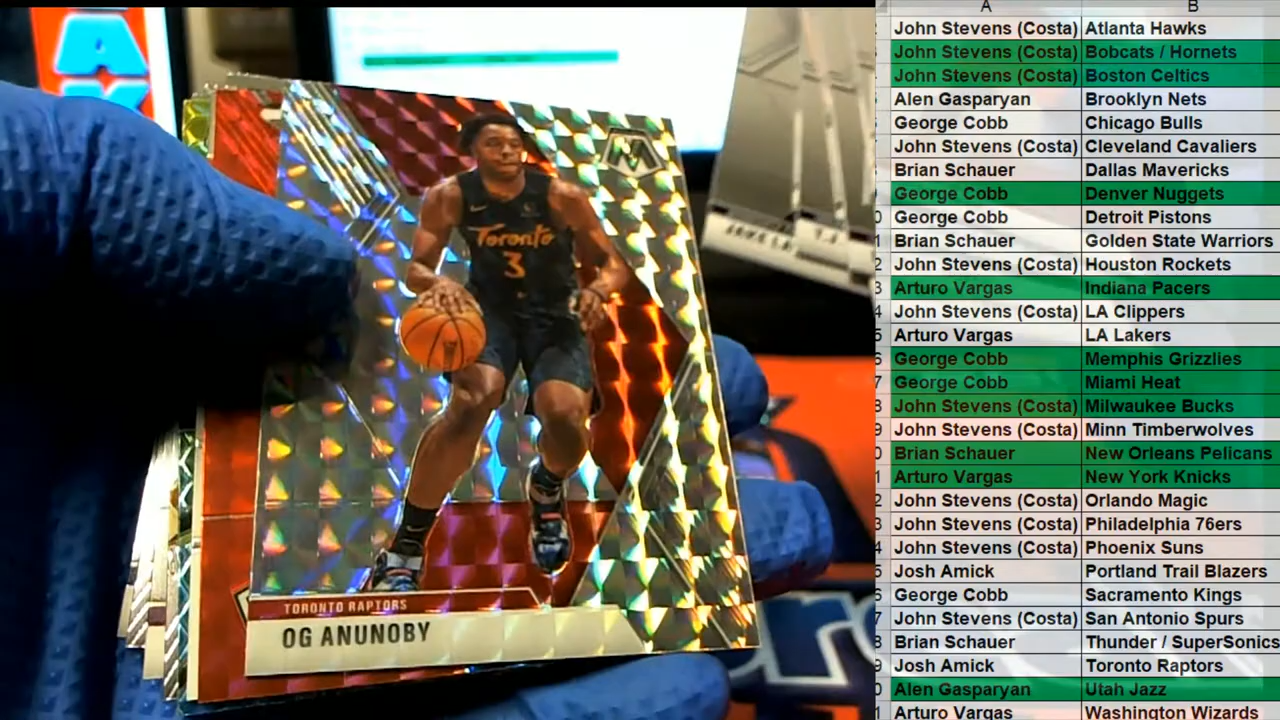 A
Toronto
3
TORONTO RAPTORS
OG ANUNOBY
A B
John Stevens (Costa) Atlanta Hawks
John Stevens (Costa) Bobcats / Hornets
John Stevens (Costa) Boston Celtics
Alen Gasparyan Brooklyn Nets
George Cobb Chicago Bulls
John Stevens (Costa) Cleveland Cavaliers
Brian Schauer Dallas Mavericks
George Cobb Denver Nuggets
George Cobb Detroit Pistons
Brian Schauer Golden State Warriors
John Stevens (Costa) Houston Rockets
Arturo Vargas Indiana Pacers
John Stevens (Costa) LA Clippers
Arturo Vargas LA Lakers
George Cobb Memphis Grizzlies
George Cobb Miami Heat
John Stevens (Costa) Milwaukee Bucks
John Stevens (Costa) Minn Timberwolves
Brian Schauer New Orleans Pelicans
Arturo Vargas New York Knicks
John Stevens (Costa) Orlando Magic
John Stevens (Costa) Philadelphia 76ers
John Stevens (Costa) Phoenix Suns
Josh Amick Portland Trail Blazers
George Cobb Sacramento Kings
John Stevens (Costa) San Antonio Spurs
Brian Schauer Thunder / SuperSonics
Josh Amick Toronto Raptors
Alen Gasparyan Utah Jazz
Arturo Vargas Washington Wizards